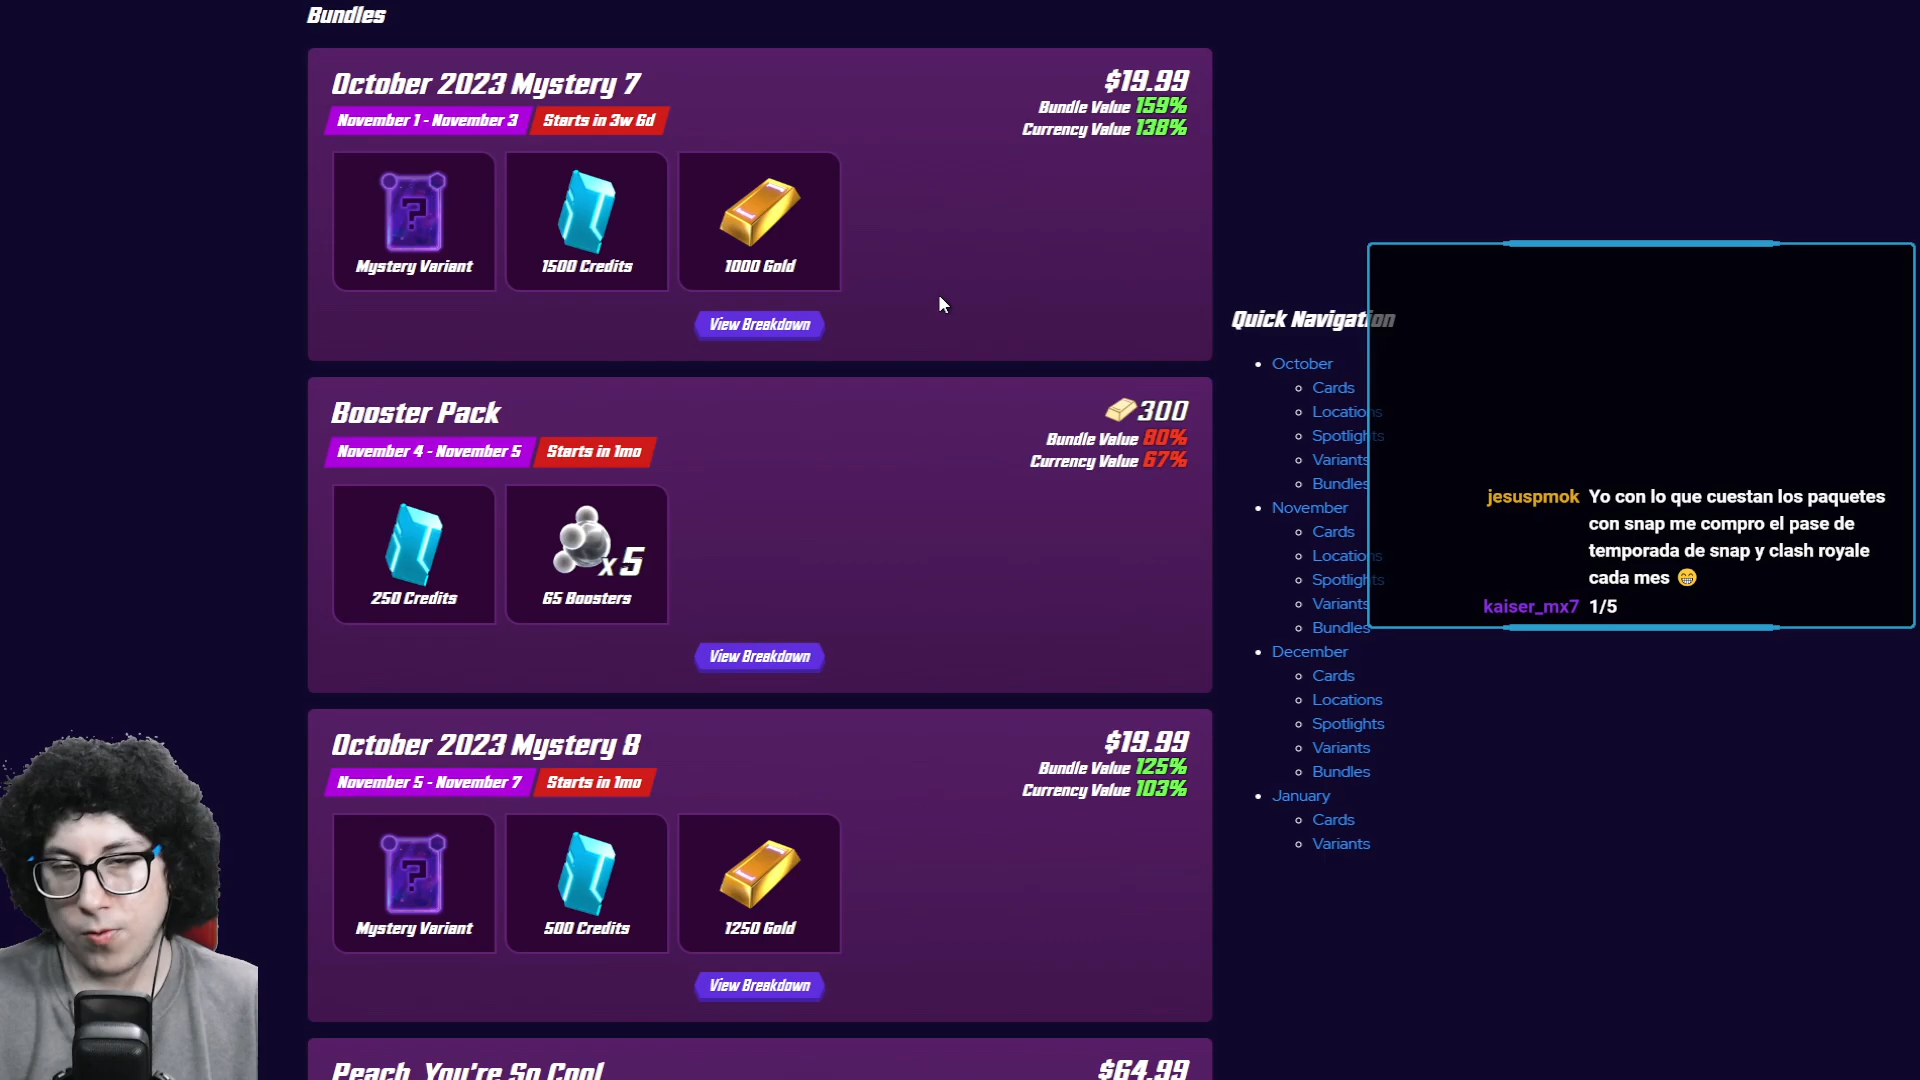 Bundles
October 2023 Mystery 7
$19.99
November 1 - November 3
Starts in 3w 6d
Bundle Value 159%
Currency Value 138%
Mystery Variant
1500 Credits
1000 Gold
View Breakdown
Booster Pack
300
November 4 - November 5
Starts in 1mo
Bundle Value 80%
Currency Value 67%
x 5
250 Credits
65 Boosters
View Breakdown
October 2023 Mystery 8
$19.99
November 5 - November 7
Starts in 1mo
Bundle Value 125%
Currency Value 103%
Mystery Variant
500 Credits
1250 Gold
View Breakdown
Peach, You're So Cool
$64.99
Quick Navigation
October
Cards
Locations
Spotlights
Variants
Bundles
November
Cards
Locations
Spotlights
Variants
Bundles
December
Cards
Locations
Spotlights
Variants
Bundles
January
Cards
Variants
jesuspmok Yo con lo que cuestan los paquetes
con snap me compro el pase de
temporada de snap y clash royale
cada mes 😁
kaiser_mx7 1/5